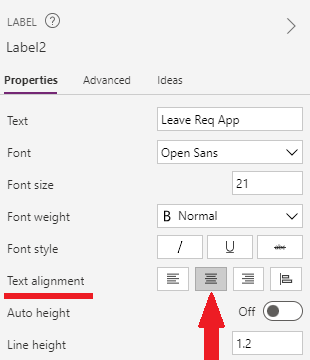 LABEL ?
Label2
Properties Advanced Ideas
Text Leave Req App
Font Open Sans
Font size 21
Font weight B Normal
Font style / U abc
Text alignment
Auto height Off
Line height 1.2